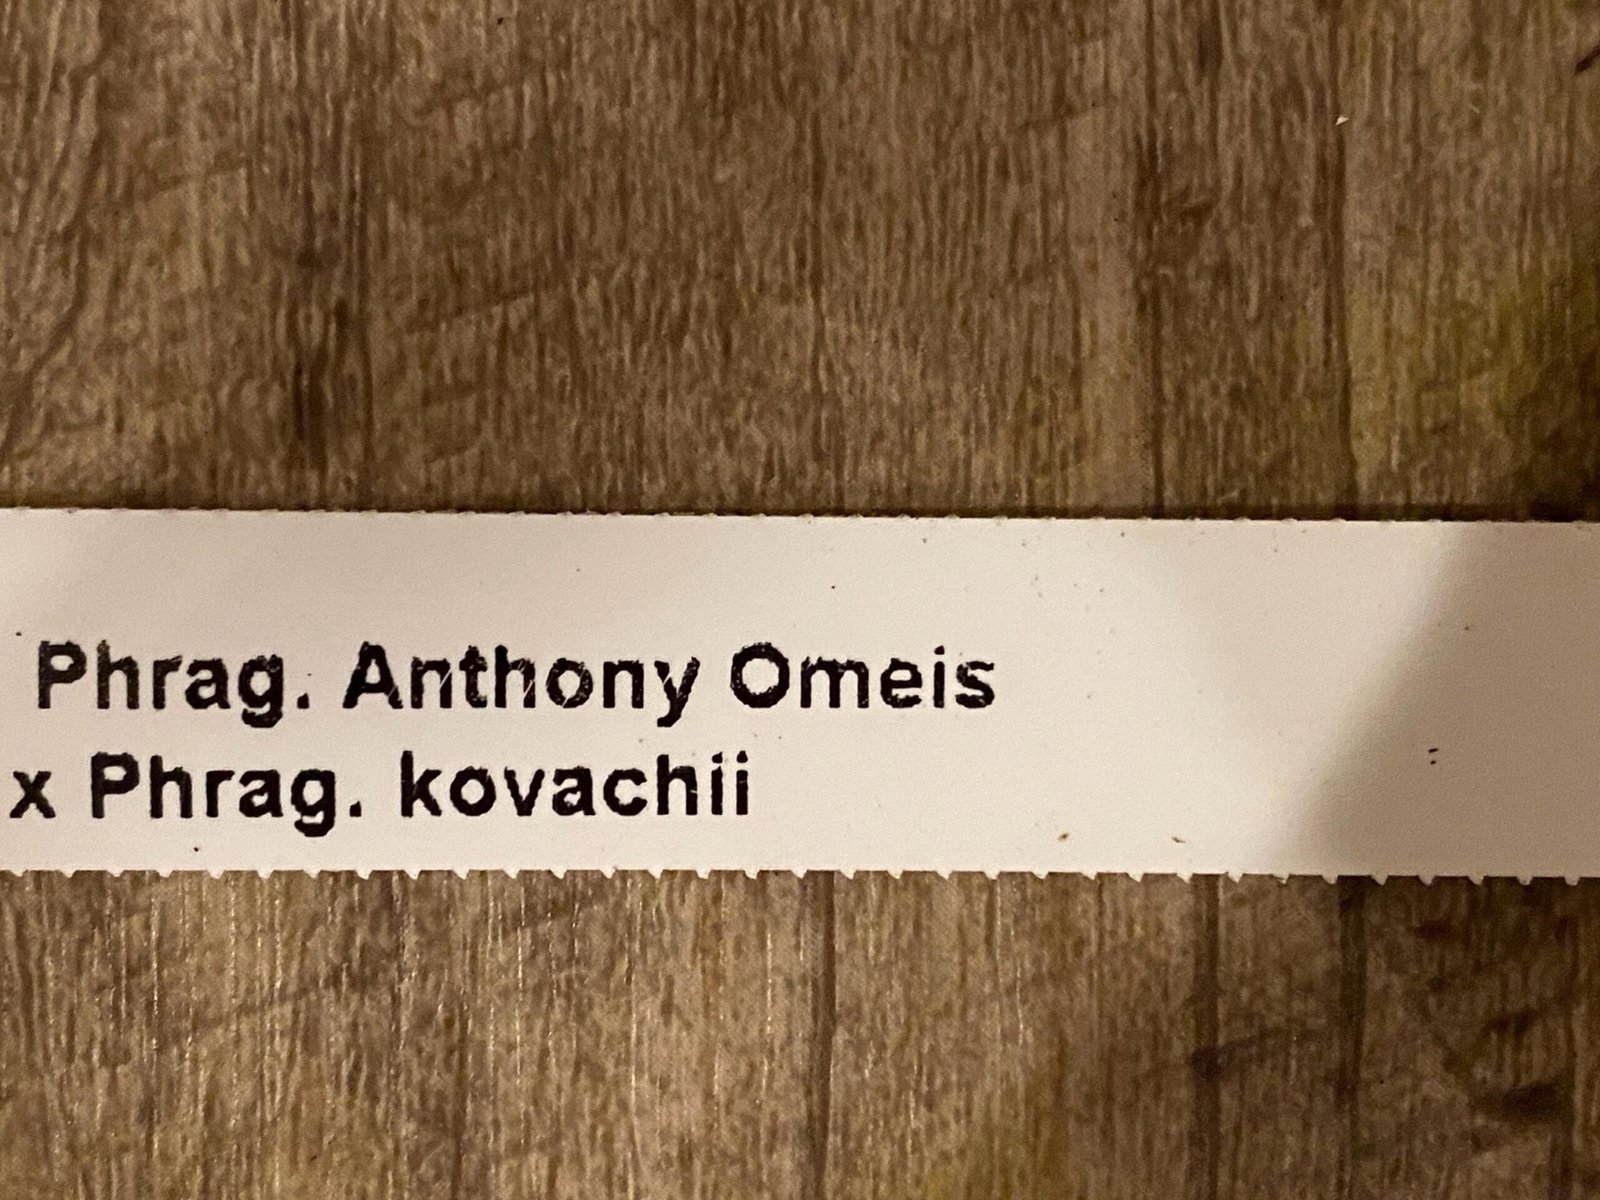 Phrag. Anthony Omeis
x Phrag. kovachii